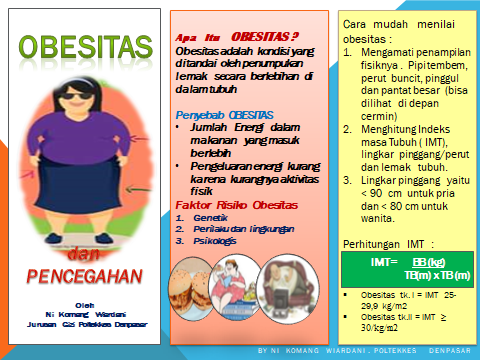 OBESITAS
dan
PENCEGAHAN
Oleh
Ni Komang Wiardani
Jurusan Gizi Poltekkes Denpasar
Apa Itu OBESITAS ?
Obesitas adalah kondisi yang
ditandai oleh penumpukan
lemak secara berlebihan di
dalam tubuh
Penyebab OBESITAS
• Jumlah Energi dalam
makanan yang masuk
berlebih
• Pengeluaran energi kurang
karena kurangnya aktivitas
fisik
Faktor Risiko Obesitas
1. Genetik
2. Perilaku dan lingkungan
3. Psikologis
Cara mudah menilai
obesitas :
1. Mengamati penampilan
fisiknya . Pipi tembem,
perut buncit, pinggul
dan pantat besar (bisa
dilihat di depan
cermin)
2. Menghitung Indeks
masa Tubuh ( IMT),
lingkar pinggang/perut
dan lemak tubuh.
3. Lingkar pinggang yaitu
< 90 cm untuk pria
dan < 80 cm untuk
wanita.
Perhitungan IMT :
IMT= BB (kg)
TB(m) x TB (m)
▪ Obesitas tk. I = IMT 25-
29,9 kg/m2
▪ Obesitas tk.II = IMT ≥
30/kg/m2
BY NI KOMANG WIARDANI, POLTEKKES DENPASAR